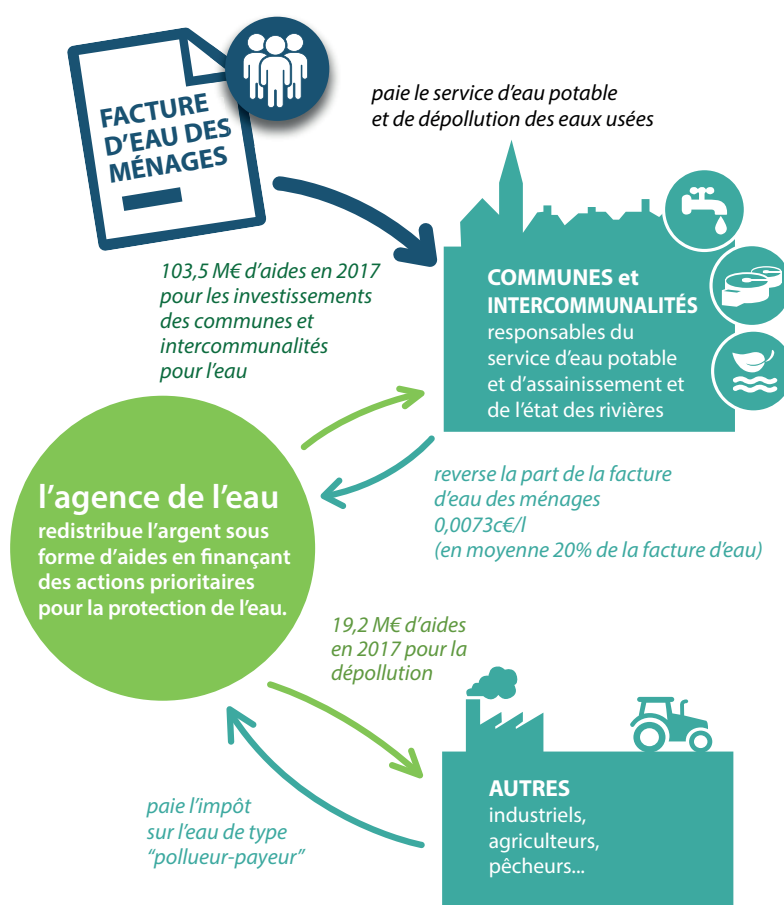 FACTURE
D'EAU DES
MÉNAGES
paie le service d'eau potable
et de dépollution des eaux usées
103,5 M€ d'aides en 2017
pour les investissements
des communes et
intercommunalités
pour l'eau
COMMUNES et
INTERCOMMUNALITÉS
responsables du
service d'eau potable
et d'assainissement et
de l'état des rivières
l'agence de l'eau
redistribue l'argent sous
forme d'aides en finançant
des actions prioritaires
pour la protection de l'eau.
reverse la part de la facture
d'eau des ménages
0,0073c€/l
(en moyenne 20% de la facture d'eau)
19,2 M€ d'aides
en 2017 pour la
dépollution
paie l'impôt
sur l'eau de type
“pollueur-payeur”
AUTRES
industriels,
agriculteurs,
pêcheurs...